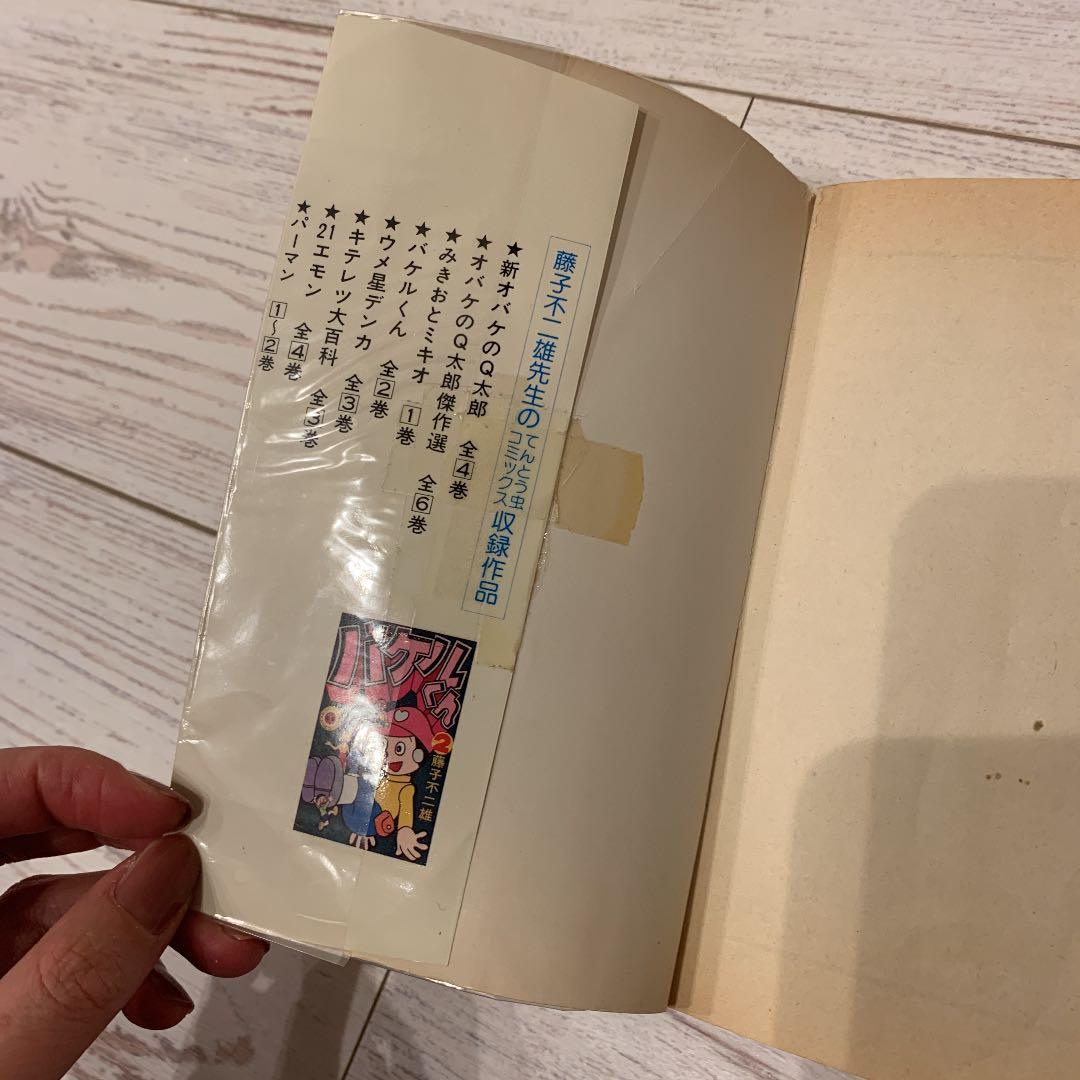 藤子不二雄先生のてんとう虫コミックス収録作品
★新オバケのQ太郎 全4巻
★オバケのQ太郎傑作選 全6巻
★みきおとミキオ 1巻
★バケルくん 全2巻
★ウメ星デンカ 全3巻
★キテレツ大百科 全3巻
★21エモン 全4巻
★パーマン 1〜2巻
バケルくん
2
藤子不二雄